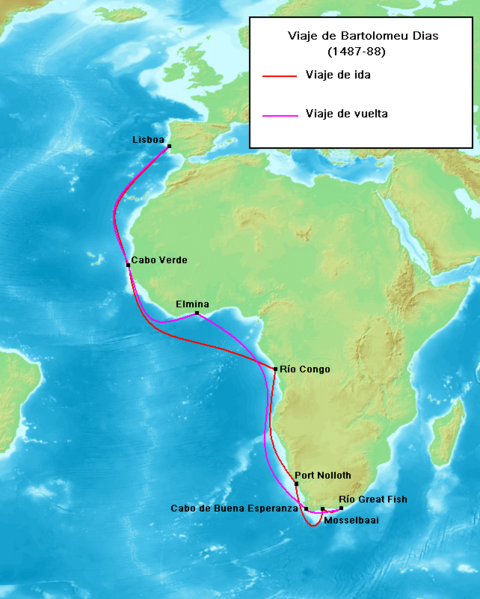 Viaje de Bartolomeu Dias
(1487-88)
Viaje de ida
Viaje de vuelta
Lisboa
Cabo Verde
Elmina
Río Congo
Port Nolloth
Río Great Fish
Cabo de Buena Esperanza
Mosselbaai